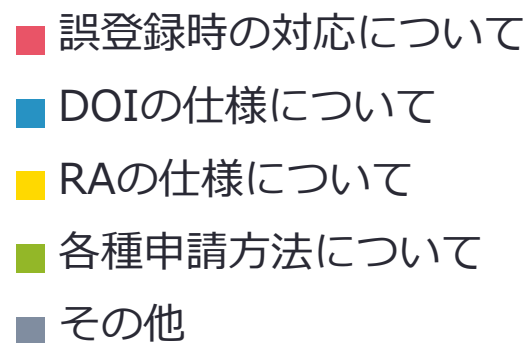 誤登録時の対応について
DOIの仕様について
RAの仕様について
各種申請方法について
その他